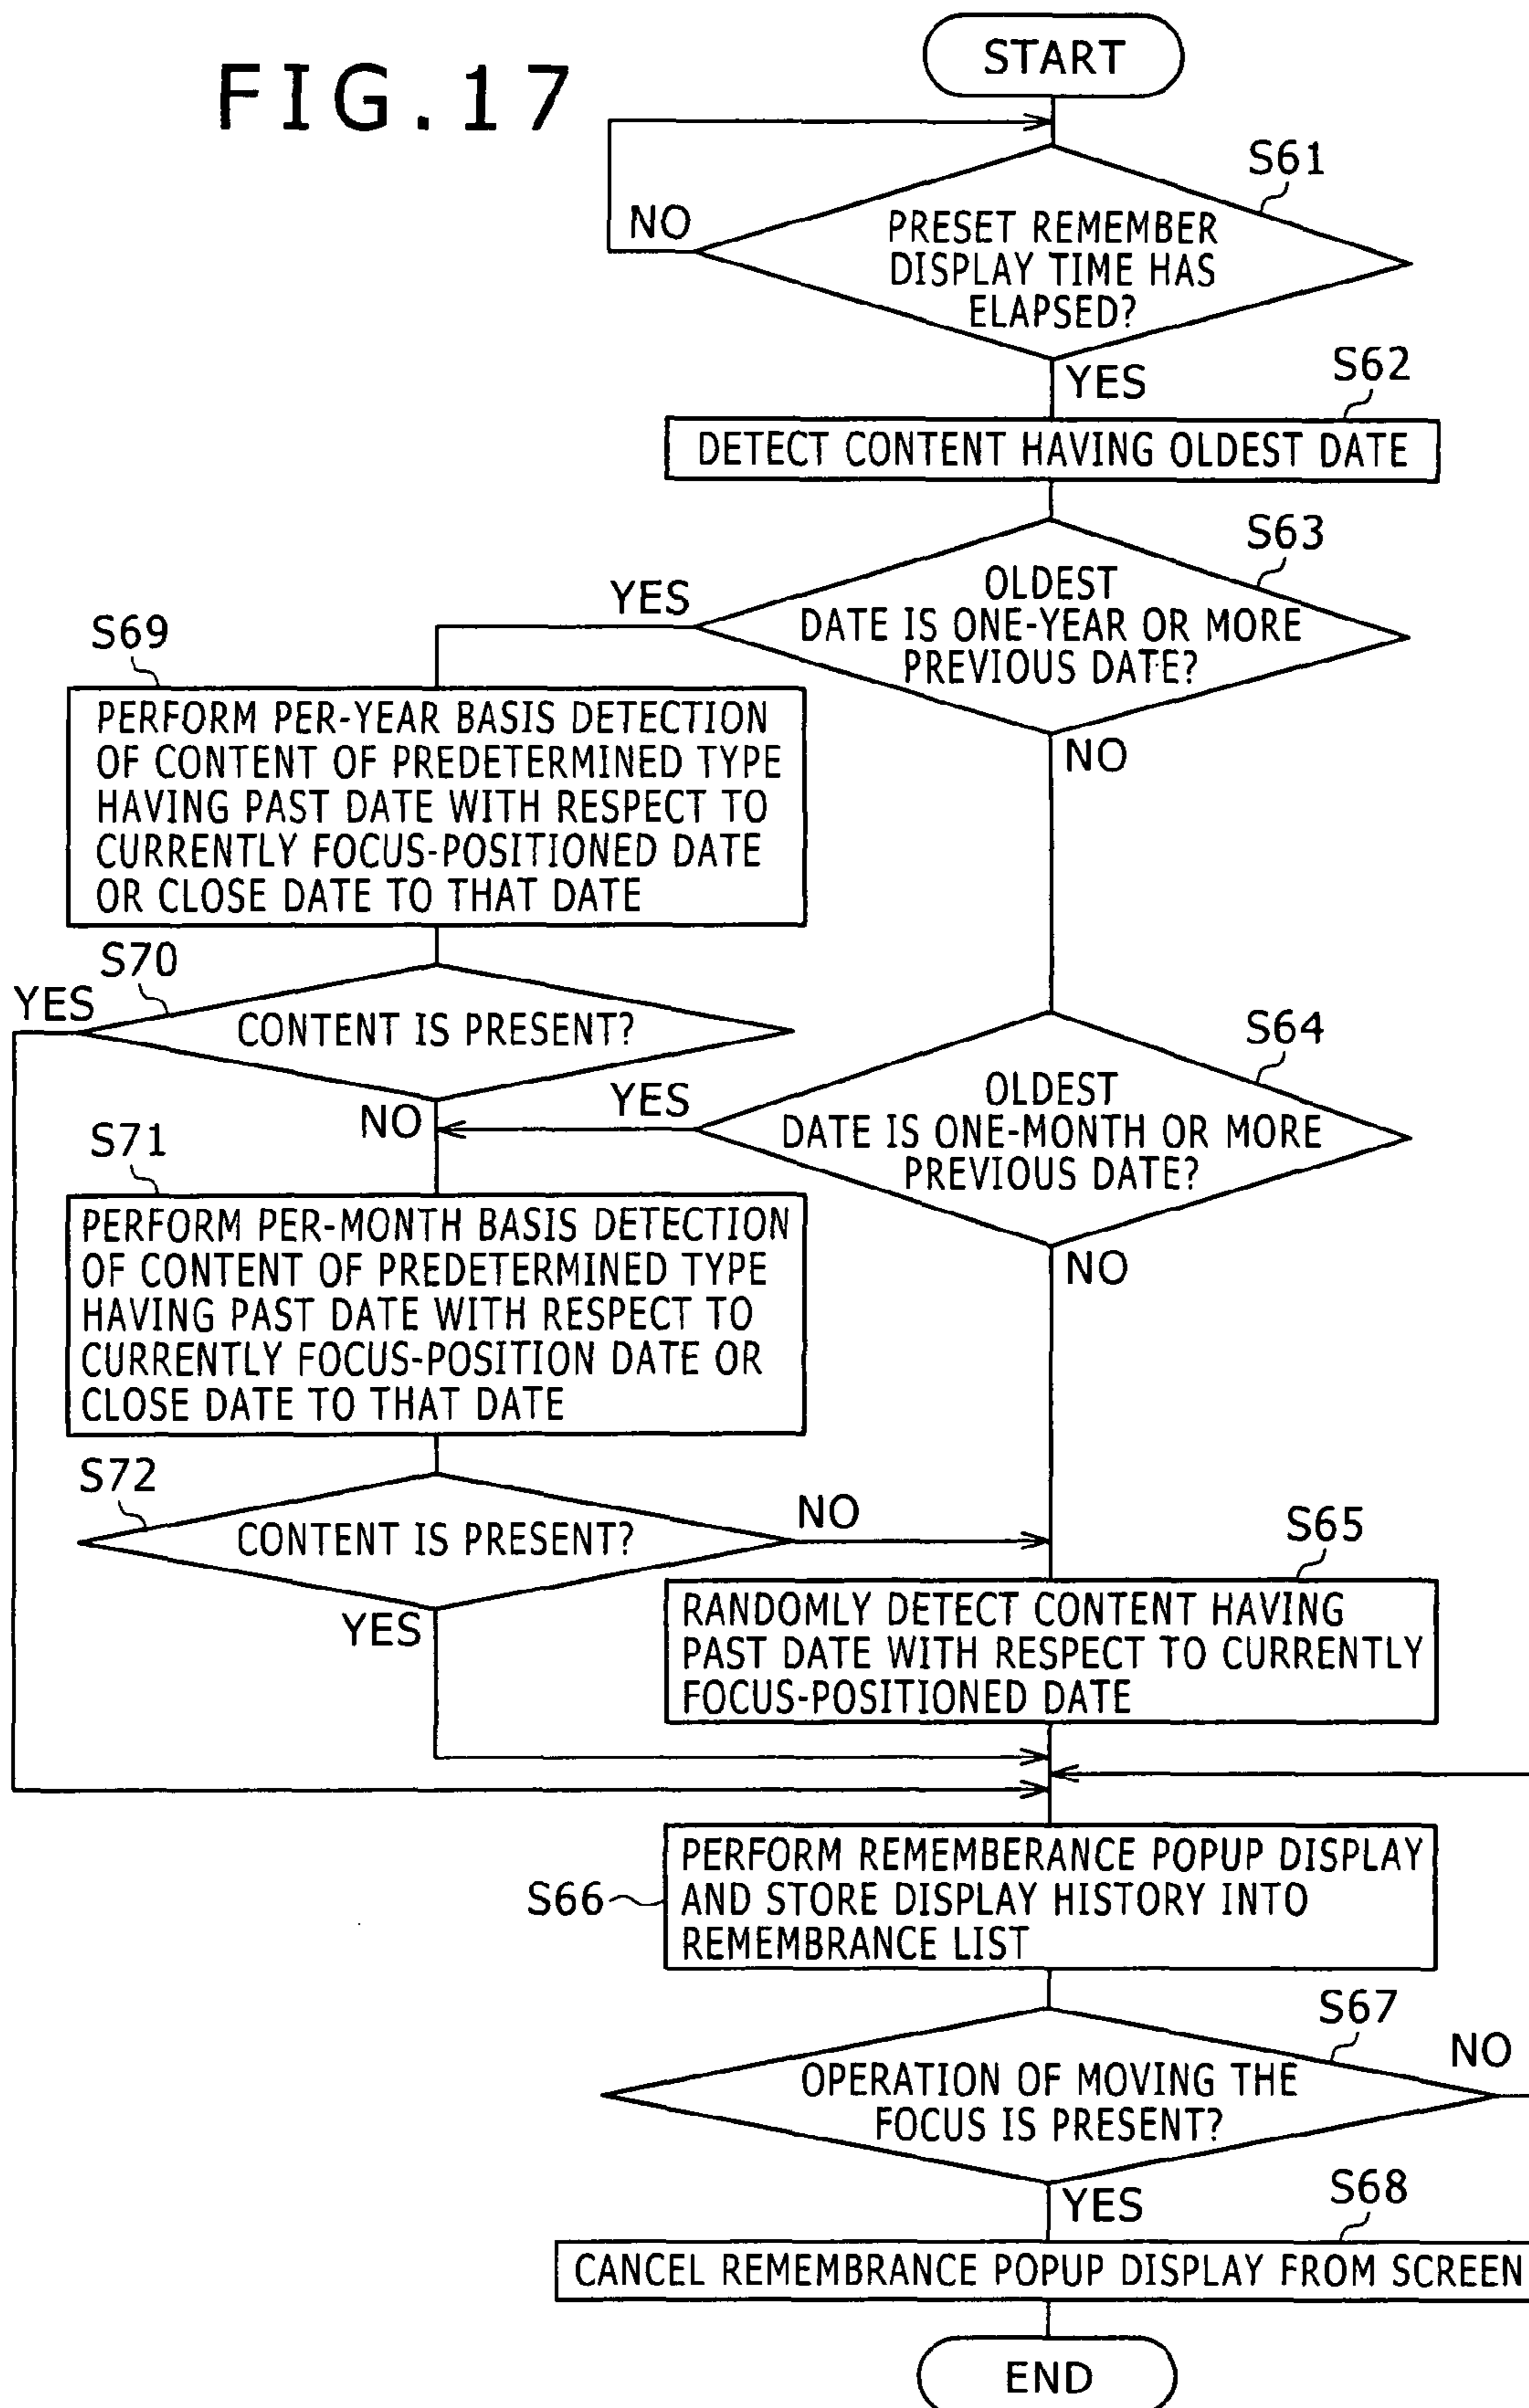 FIG.17
START
S61
NO
PRESET REMEMBER
DISPLAY TIME HAS
ELAPSED?
YES
S62
DETECT CONTENT HAVING OLDEST DATE
S63
YES
OLDEST
DATE IS ONE-YEAR OR MORE
PREVIOUS DATE?
NO
S69
PERFORM PER-YEAR BASIS DETECTION
OF CONTENT OF PREDETERMINED TYPE
HAVING PAST DATE WITH RESPECT TO
CURRENTLY FOCUS-POSITIONED DATE
OR CLOSE DATE TO THAT DATE
S70
YES
CONTENT IS PRESENT?
NO
S64
YES
OLDEST
DATE IS ONE-MONTH OR MORE
PREVIOUS DATE?
NO
S71
PERFORM PER-MONTH BASIS DETECTION
OF CONTENT OF PREDETERMINED TYPE
HAVING PAST DATE WITH RESPECT TO
CURRENTLY FOCUS-POSITION DATE OR
CLOSE DATE TO THAT DATE
S72
CONTENT IS PRESENT?
NO
YES
S65
RANDOMLY DETECT CONTENT HAVING
PAST DATE WITH RESPECT TO CURRENTLY
FOCUS-POSITIONED DATE
S66
PERFORM REMEMBERANCE POPUP DISPLAY
AND STORE DISPLAY HISTORY INTO
REMEMBRANCE LIST
S67
NO
OPERATION OF MOVING THE
FOCUS IS PRESENT?
YES
S68
CANCEL REMEMBRANCE POPUP DISPLAY FROM SCREEN
END